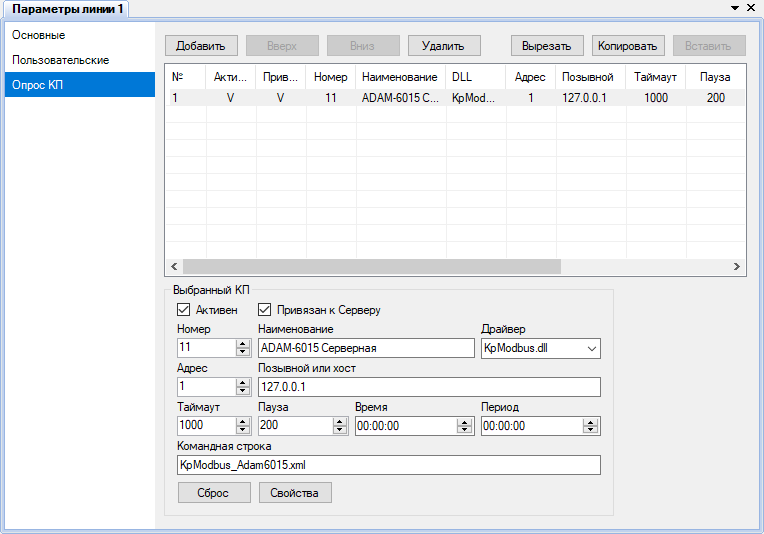 Параметры линии 1
Основные
Пользовательские
Опрос КП
Добавить Вверх Вниз Удалить Вырезать Копировать Вставить
№ Акти... Прив... Номер Наименование DLL Адрес Позывной Таймаут Пауза
1 V V 11 ADAM-6015 С... KpMod... 1 127.0.0.1 1000 200
Выбранный КП
Активен Привязан к Серверу
Номер Наименование Драйвер
11 ADAM-6015 Серверная KpModbus.dll
Адрес Позывной или хост
1 127.0.0.1
Таймаут Пауза Время Период
1000 200 00:00:00 00:00:00
Командная строка
KpModbus_Adam6015.xml
Сброс Свойства